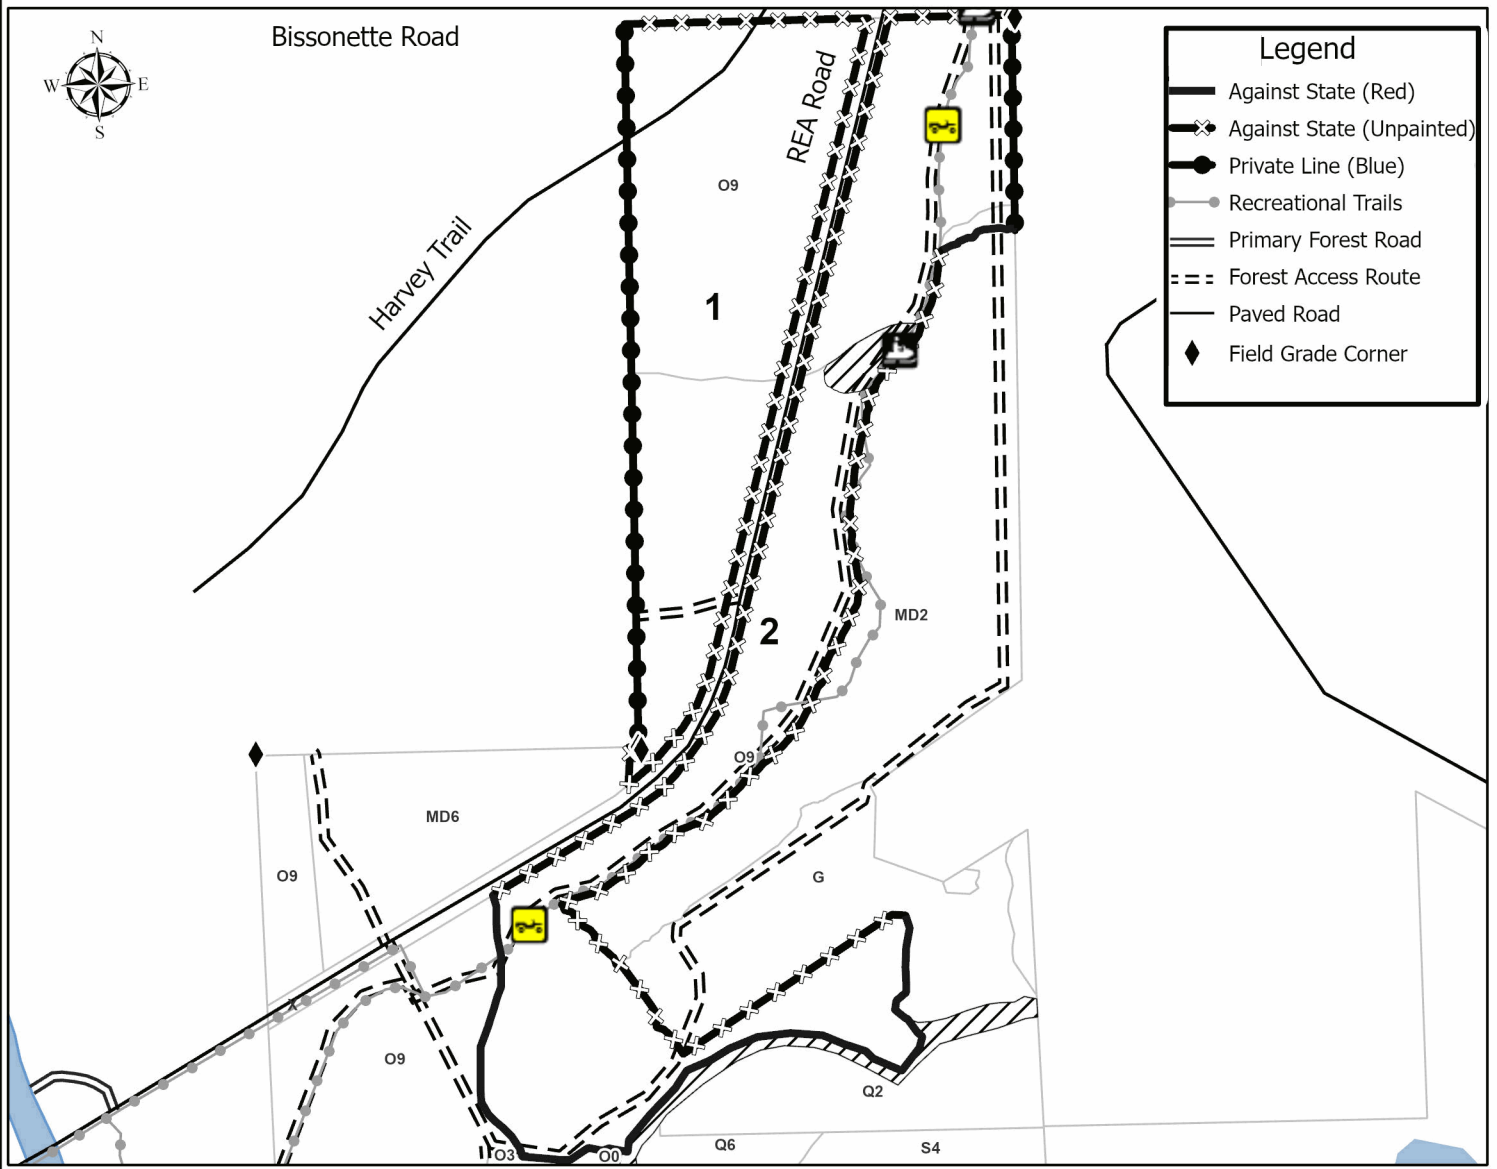 Bissonette Road
N
W E
S
Legend
Against State (Red)
Against State (Unpainted)
Private Line (Blue)
Recreational Trails
Primary Forest Road
Forest Access Route
Paved Road
Field Grade Corner
REA Road
Harvey Trail
O9
1
2
MD2
O9
MD6
O9
G
O9
Q2
Q6
S4
O3
O0